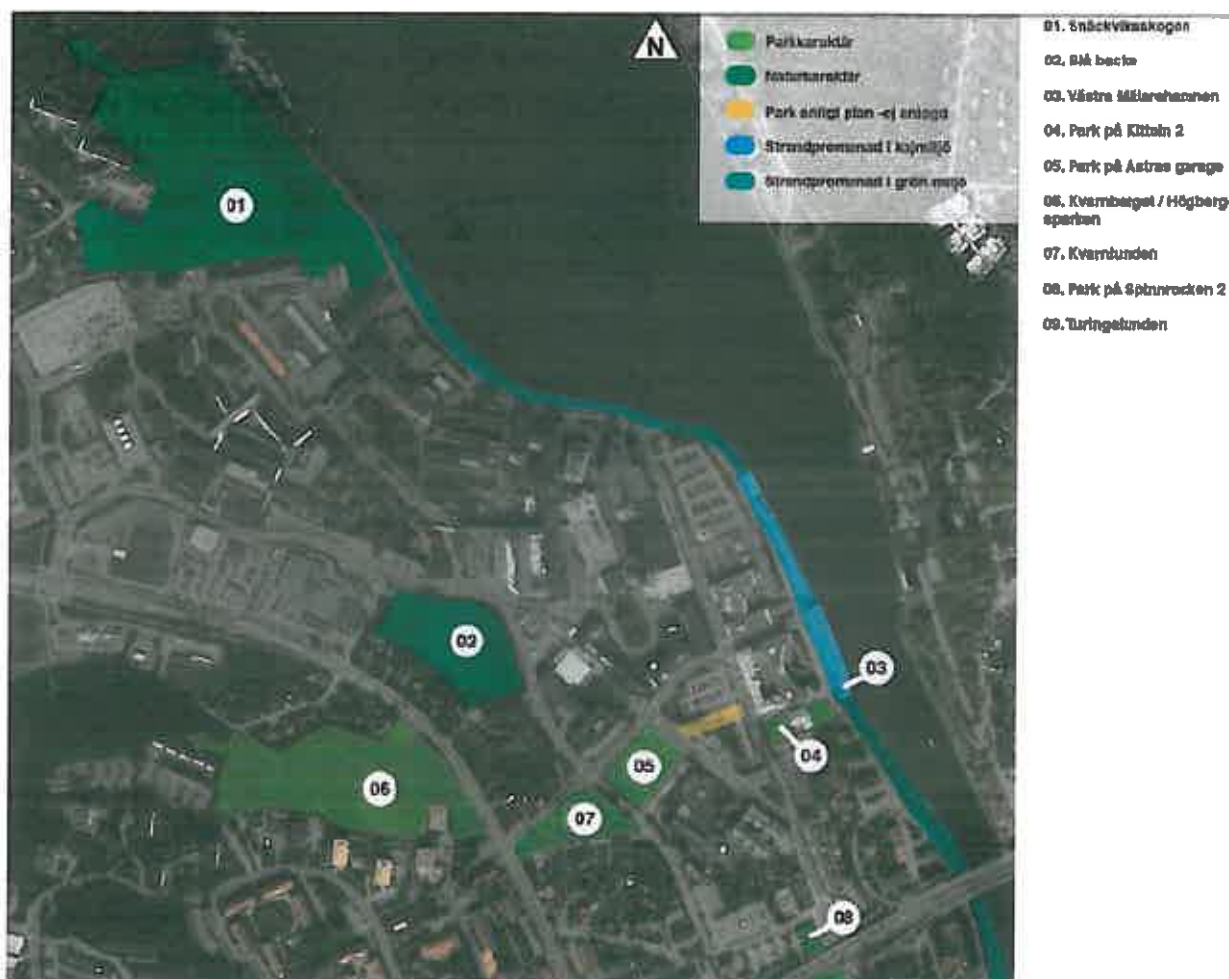 N
Parkkaraktär
Naturkaraktär
Park enligt plan -ej anlagd
Strandpromenad i kajmiljö
Strandpromenad i grön miljö
01. Snäckviksskogen
02. Blå backe
03. Västra Mälarehamnen
04. Park på Kitteln 2
05. Park på Astras garage
06. Kvarnberget / Högberg-
sparken
07. Kvarnlunden
08. Park på Spinnrocken 2
09. Turingelunden
01
02
03
04
05
06
07
08